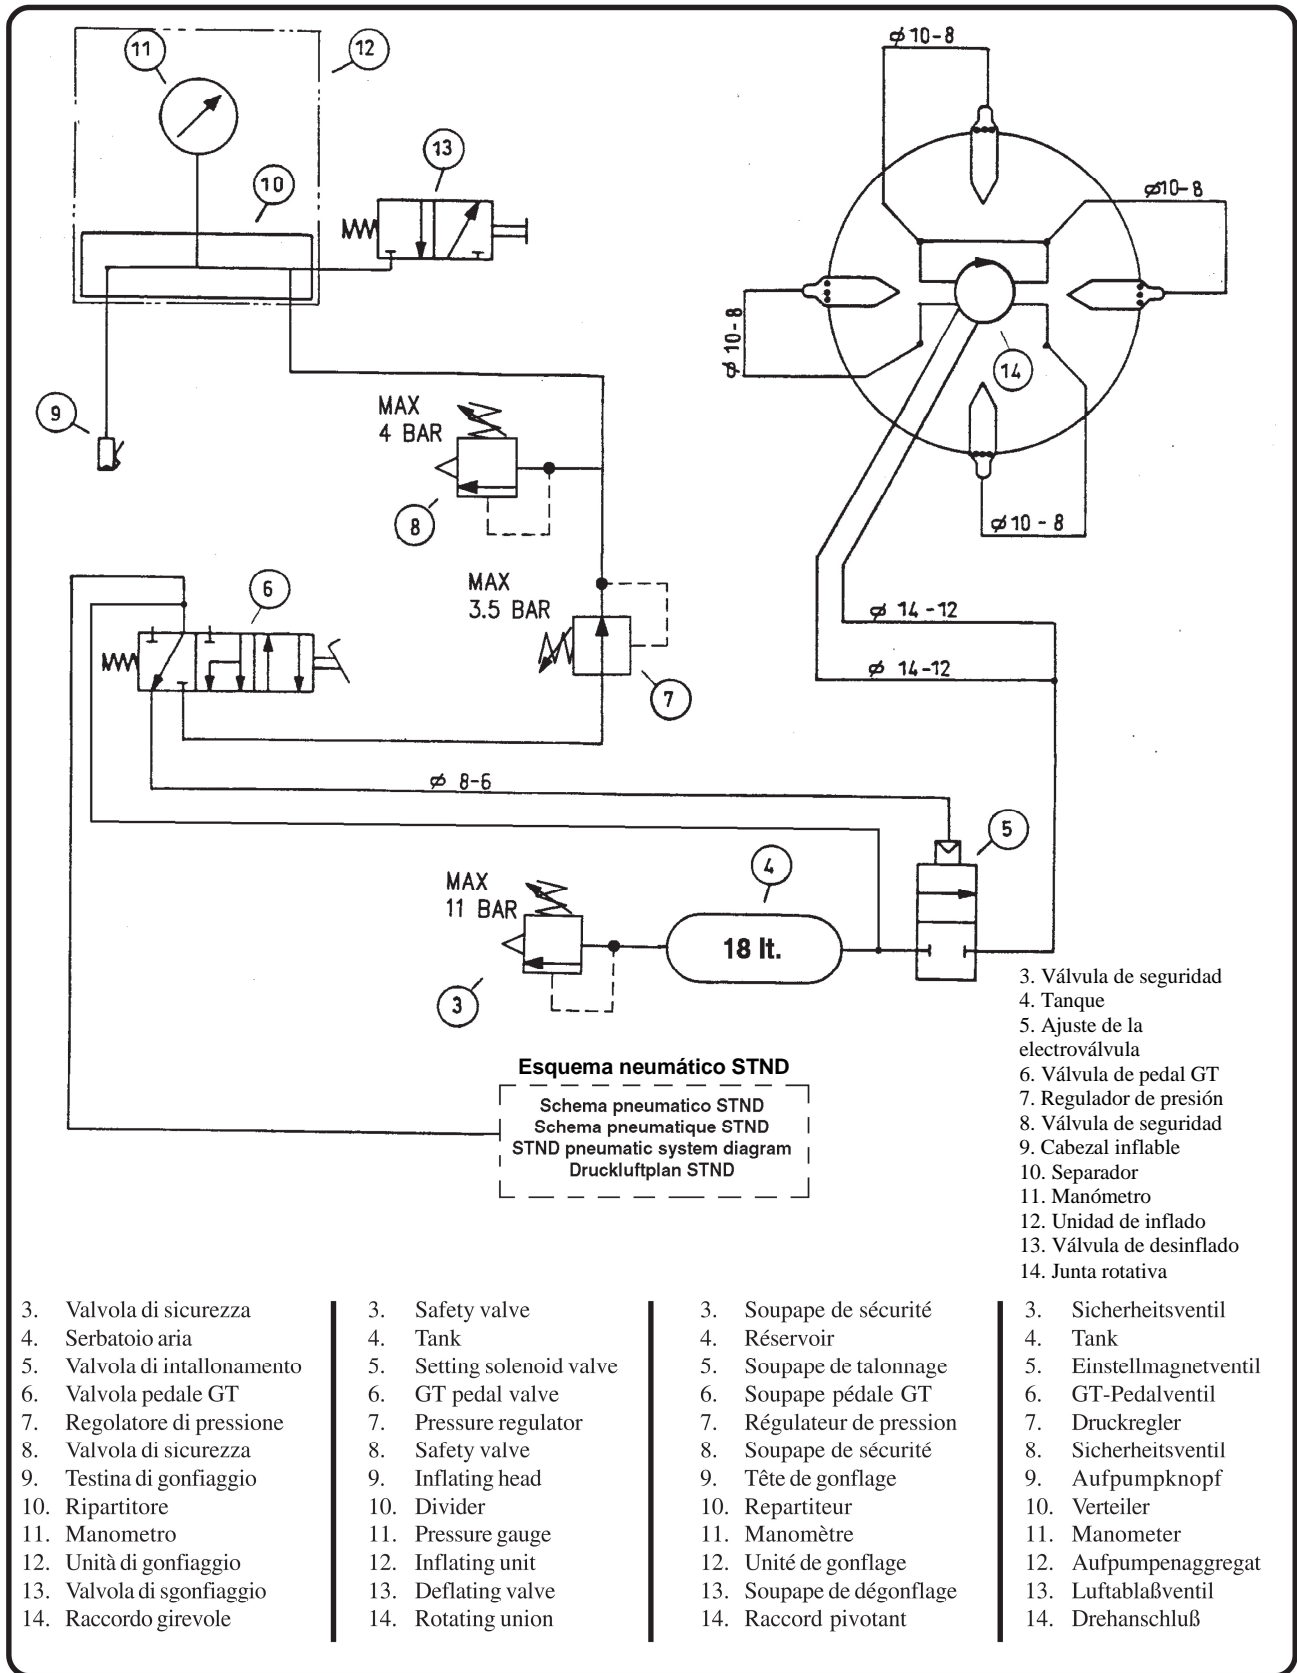 11
12
10
13
9
MAX
4 BAR
8
MAX
3.5 BAR
7
6
ø 8-6
5
4
MAX
11 BAR
18 lt.
3
ø 10-8
ø10-8
ø 10-8
14
ø 10 - 8
ø 14 -12
ø 14-12
Esquema neumático STND
Schema pneumatico STND
Schema pneumatique STND
STND pneumatic system diagram
Druckluftplan STND
3. Válvula de seguridad
4. Tanque
5. Ajuste de la
electroválvula
6. Válvula de pedal GT
7. Regulador de presión
8. Válvula de seguridad
9. Cabezal inflable
10. Separador
11. Manómetro
12. Unidad de inflado
13. Válvula de desinflado
14. Junta rotativa
3. Valvola di sicurezza
4. Serbatoio aria
5. Valvola di intallonamento
6. Valvola pedale GT
7. Regolatore di pressione
8. Valvola di sicurezza
9. Testina di gonfiaggio
10. Ripartitore
11. Manometro
12. Unità di gonfiaggio
13. Valvola di sgonfiaggio
14. Raccordo girevole
3. Safety valve
4. Tank
5. Setting solenoid valve
6. GT pedal valve
7. Pressure regulator
8. Safety valve
9. Inflating head
10. Divider
11. Pressure gauge
12. Inflating unit
13. Deflating valve
14. Rotating union
3. Soupape de sécurité
4. Réservoir
5. Soupape de talonnage
6. Soupape pédale GT
7. Régulateur de pression
8. Soupape de sécurité
9. Tête de gonflage
10. Repartiteur
11. Manomètre
12. Unité de gonflage
13. Soupape de dégonflage
14. Raccord pivotant
3. Sicherheitsventil
4. Tank
5. Einstellmagnetventil
6. GT-Pedalventil
7. Druckregler
8. Sicherheitsventil
9. Aufpumpknopf
10. Verteiler
11. Manometer
12. Aufpumpenaggregat
13. Luftablaßventil
14. Drehanschluß